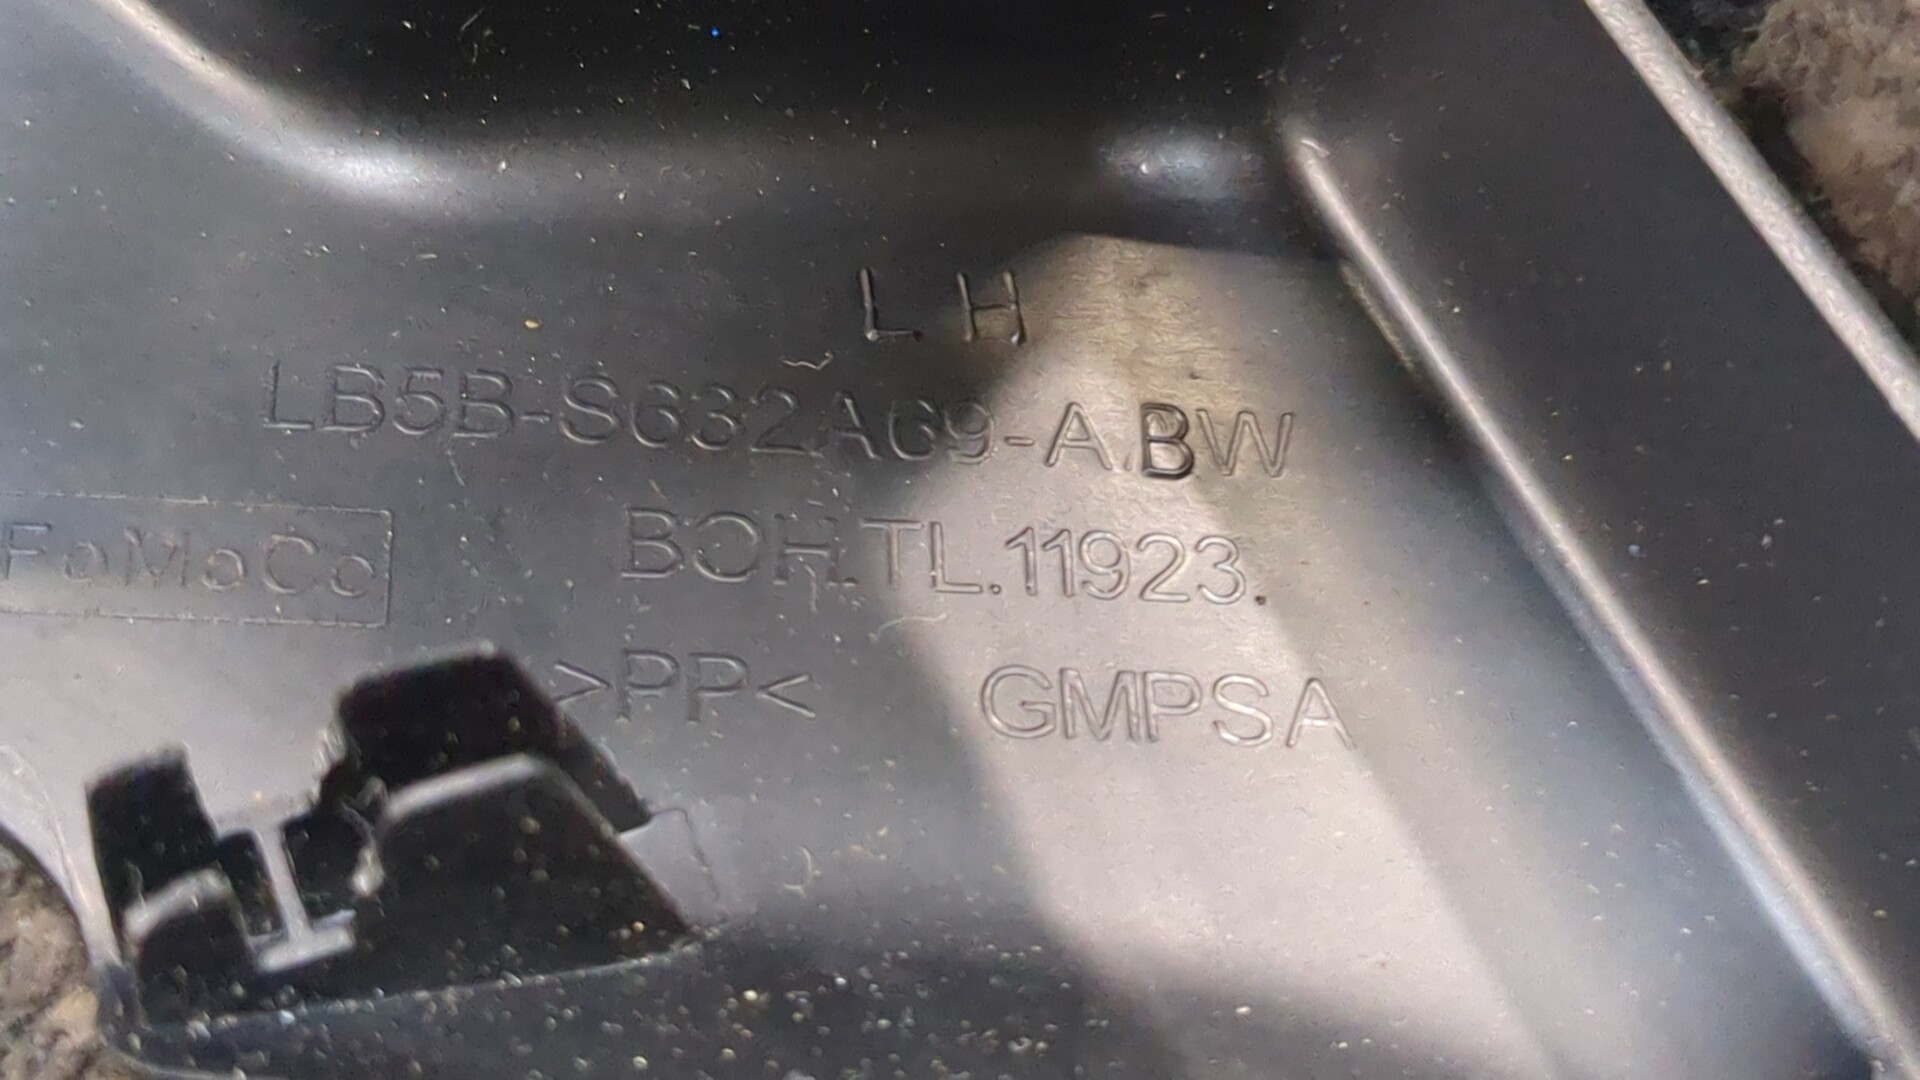 LH
LB5B-S632A69-ABW
FoMoCo
BOH.TL.11923.
>PP< GMPSA